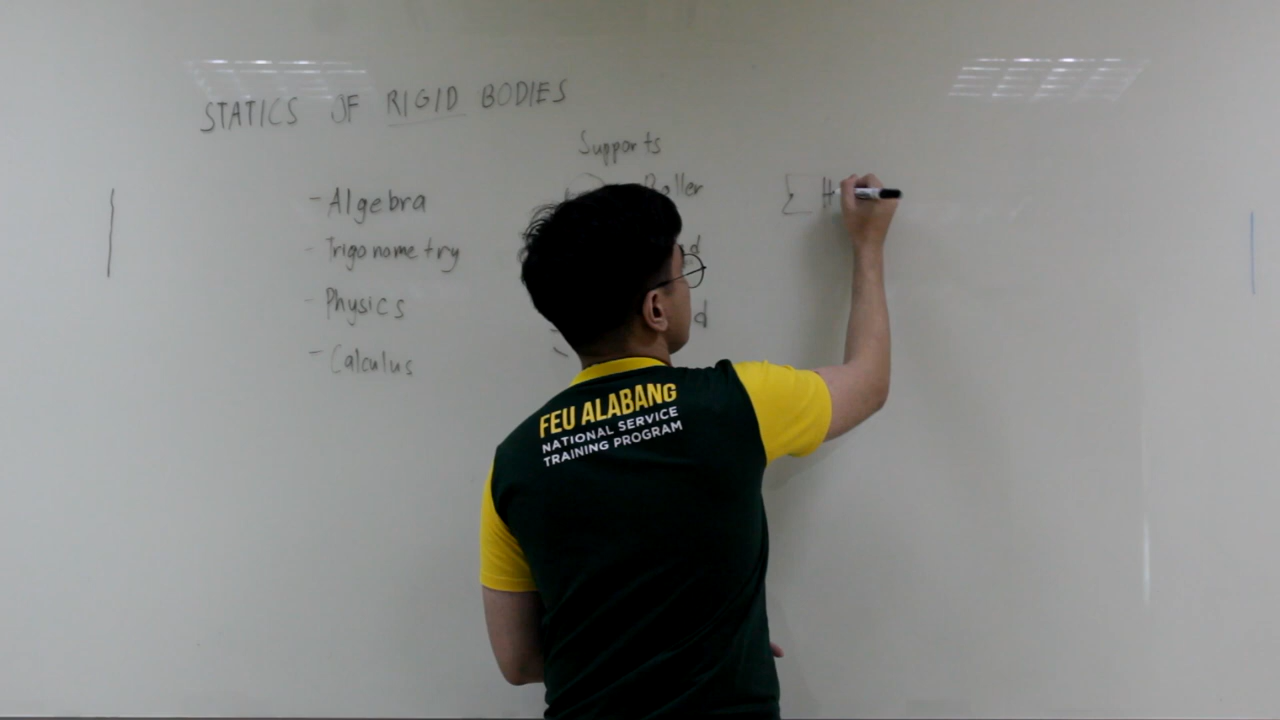 STATICS OF RIGID BODIES
- Algebra
- Trigonometry
- Physics
- Calculus
Supports
Roller
d
d
Σ H
FEU ALABANG
NATIONAL SERVICE
TRAINING PROGRAM